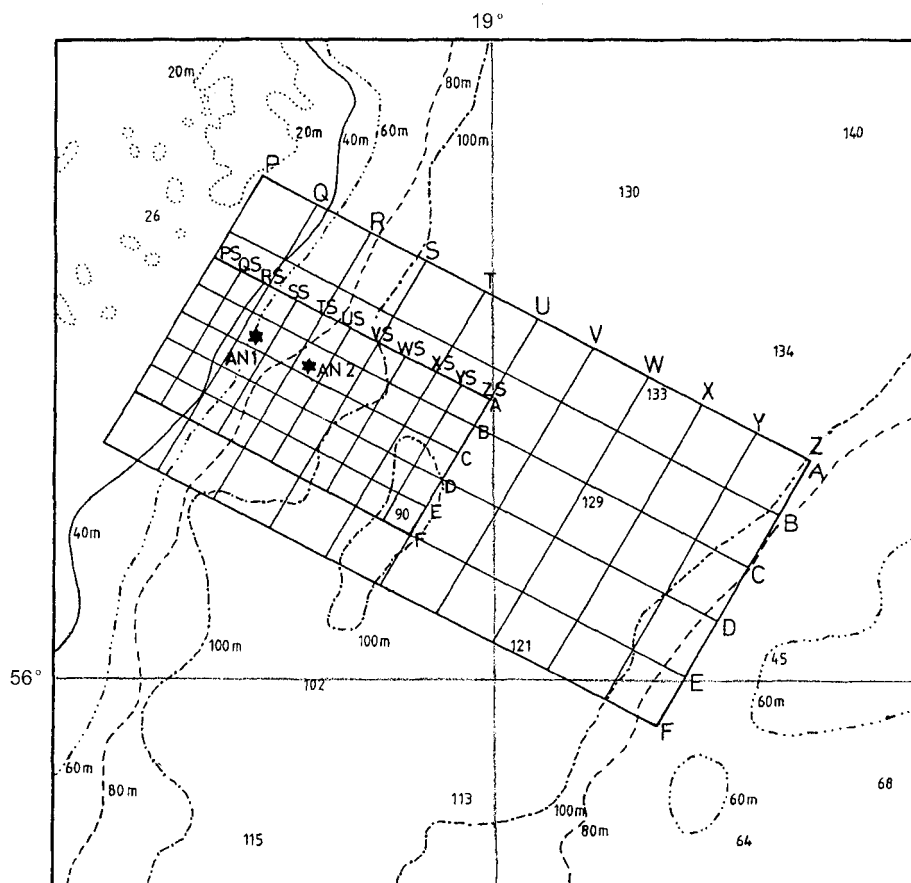 19°
20m
80m
60m
20m
40m
100m
140
P
Q
130
26
R
S
PS QS RS SS TS US VS WS XS YS ZS
T
U
V
134
AN1
AN2
W
133
X
A
Y
B
Z
A
C
D
129
E
90
B
F
40m
C
D
100m
100m
121
45
E
56°
102
60m
F
60m
80m
113
100m
60m
68
80m
115
64